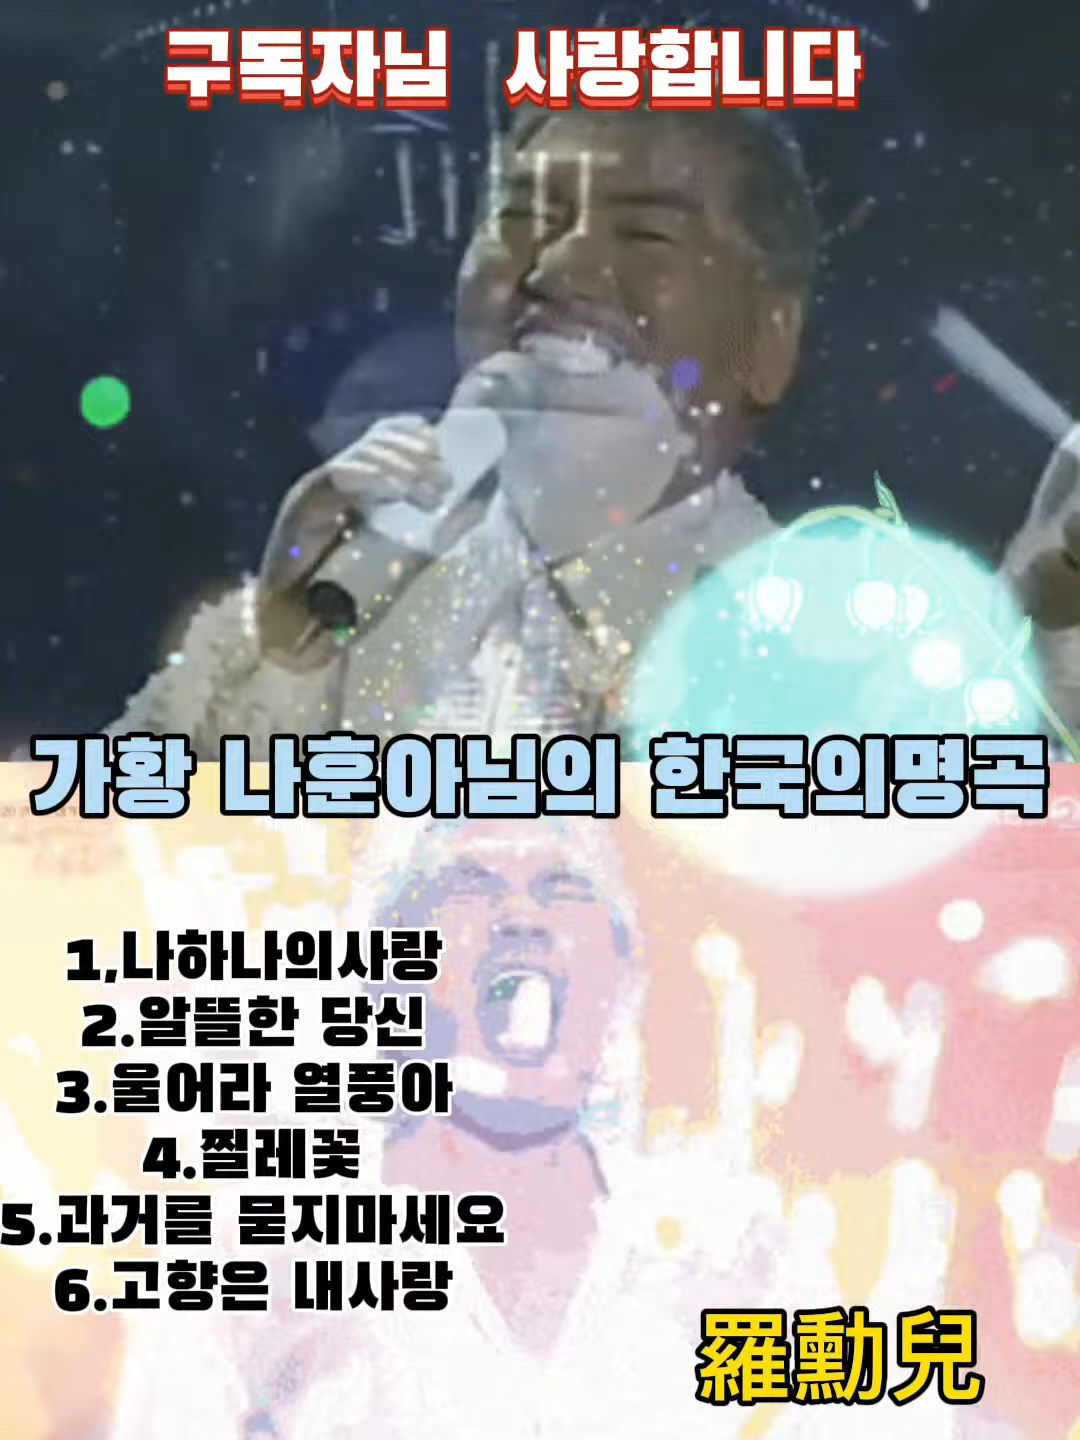 구독자님 사랑합니다
가황 나훈아님의 한국의명곡
1,나하나의사랑
2.알뜰한 당신
3.울어라 열풍아
4.찔레꽃
5.과거를 묻지마세요
6.고향은 내사랑
羅勳兒